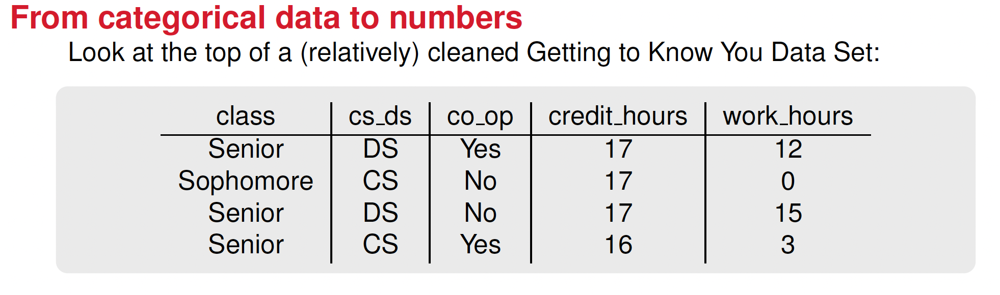 From categorical data to numbers
Look at the top of a (relatively) cleaned Getting to Know You Data Set:
class cs_ds co_op credit_hours work_hours
Senior DS Yes 17 12
Sophomore CS No 17 0
Senior DS No 17 15
Senior CS Yes 16 3